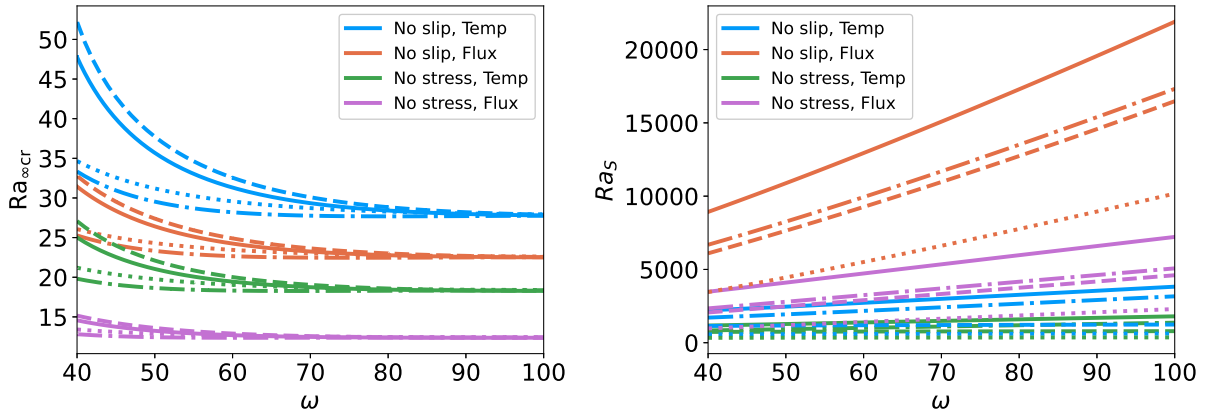 50
45
40
35
30
25
20
15
Ra∞cr
40 50 60 70 80 90 100
ω
No slip, Temp
No slip, Flux
No stress, Temp
No stress, Flux
20000
15000
10000
5000
0
Ra_S
40 50 60 70 80 90 100
ω
No slip, Temp
No slip, Flux
No stress, Temp
No stress, Flux